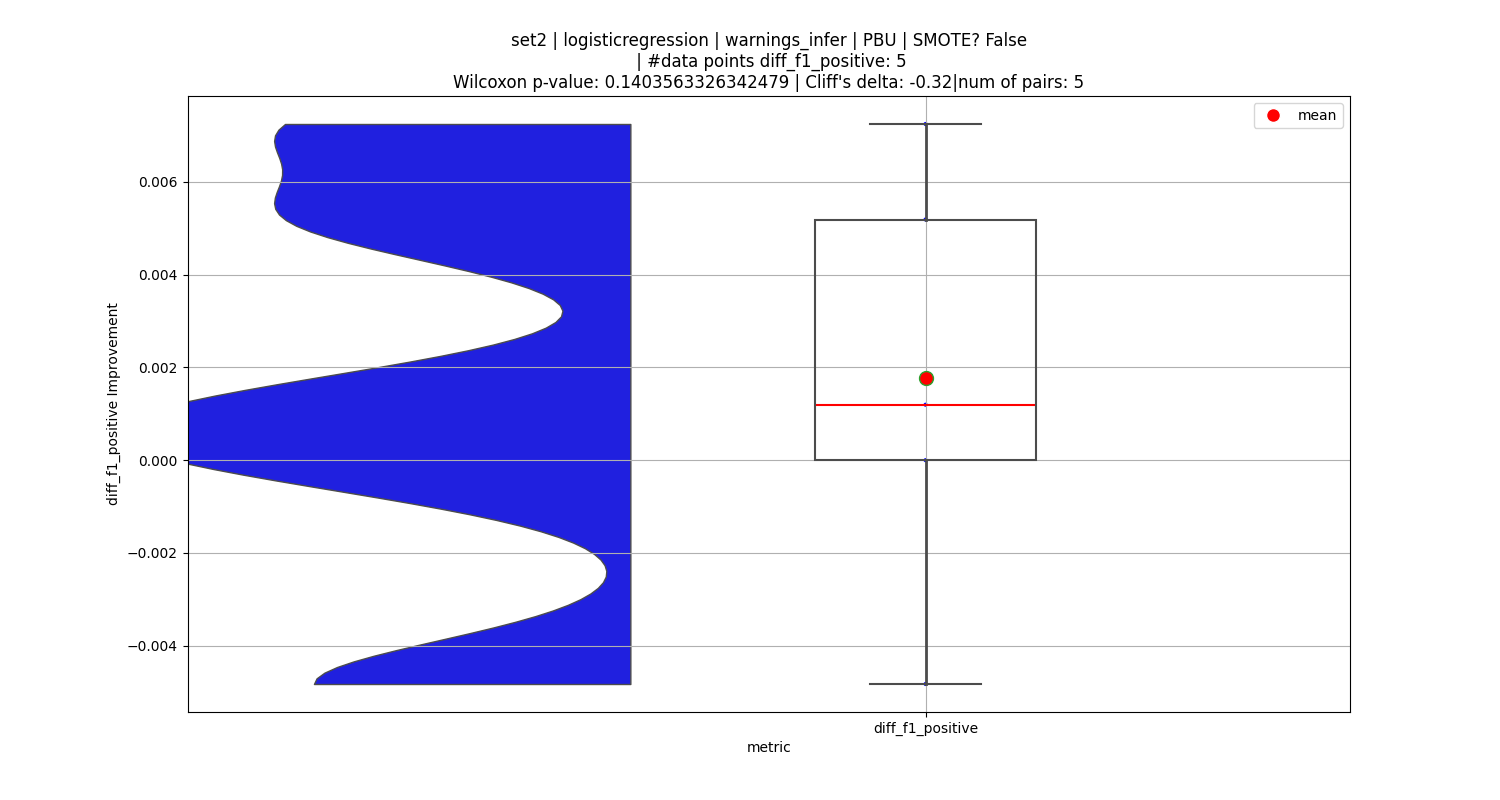 set2 | logisticregression | warnings_infer | PBU | SMOTE? False
| #data points diff_f1_positive: 5
Wilcoxon p-value: 0.1403563326342479 | Cliff's delta: -0.32|num of pairs: 5
mean
0.006
0.004
0.002
0.000
−0.002
−0.004
diff_f1_positive Improvement
diff_f1_positive
metric